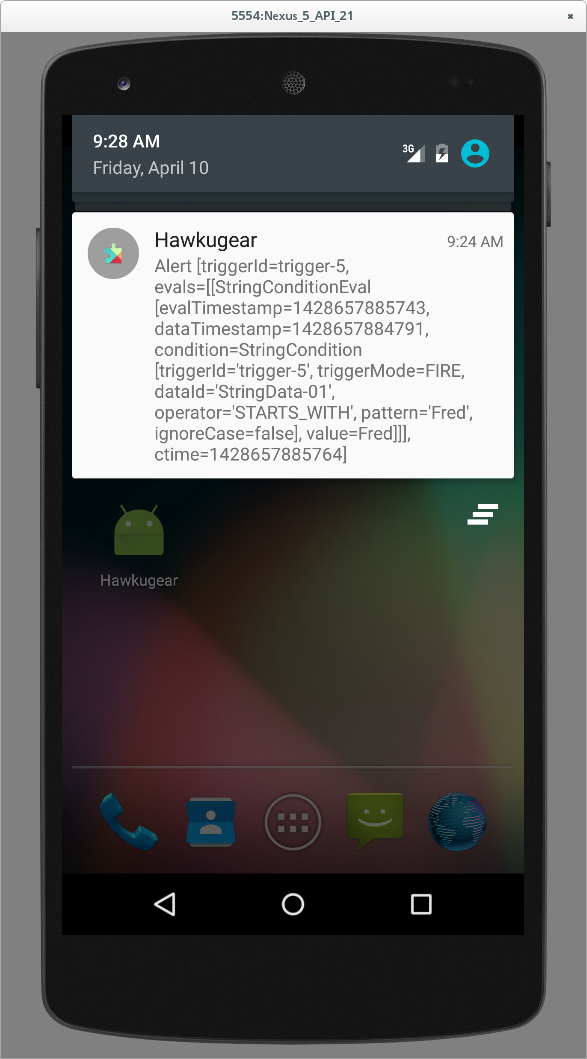 5554:Nexus_5_API_21
9:28 AM
Friday, April 10
3G
Hawkugear
9:24 AM
Alert [triggerId=trigger-5,
evals=[[StringConditionEval
[evalTimestamp=1428657885743,
dataTimestamp=1428657884791,
condition=StringCondition
[triggerId='trigger-5', triggerMode=FIRE,
dataId='StringData-01',
operator='STARTS_WITH', pattern='Fred',
ignoreCase=false], value=Fred]]],
ctime=1428657885764]
Hawkugear